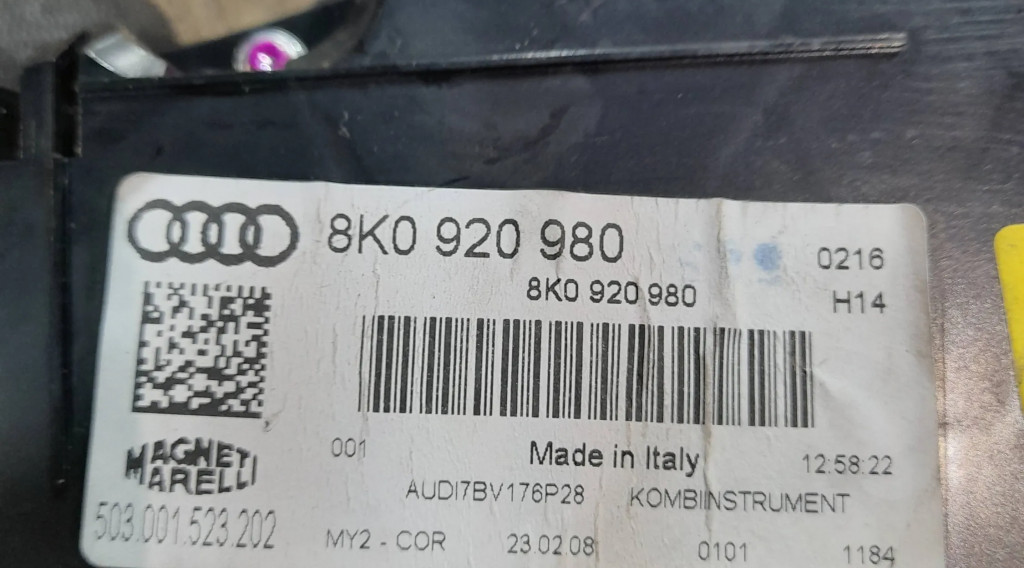 8K0 920 980
0216
8K0 920 980
H14
001
Made in Italy
12:58:22
MAGNETI
MARELLI
AUDI7BV176P28 KOMBIINSTRUMENT
503.001.523.202
MY2 - COR 23.02.08 0101 1184